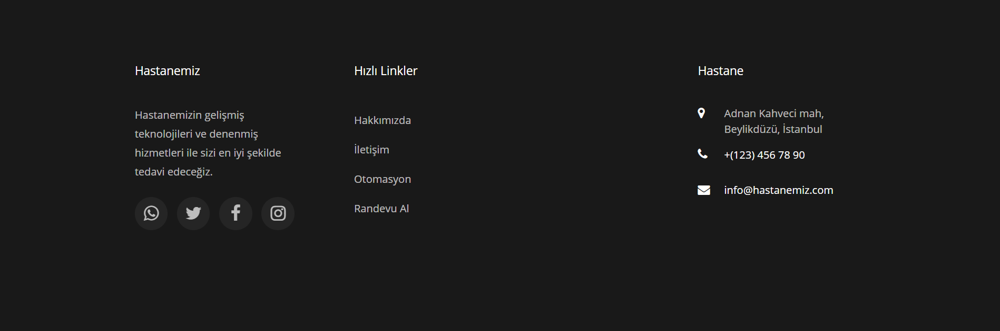 Hastanemiz
Hastanemizin gelişmiş
teknolojileri ve denenmiş
hizmetleri ile sizi en iyi şekilde
tedavi edeceğiz.
Hızlı Linkler
Hakkımızda
İletişim
Otomasyon
Randevu Al
Hastane
Adnan Kahveci mah,
Beylikdüzü, İstanbul
+(123) 456 78 90
info@hastanemiz.com